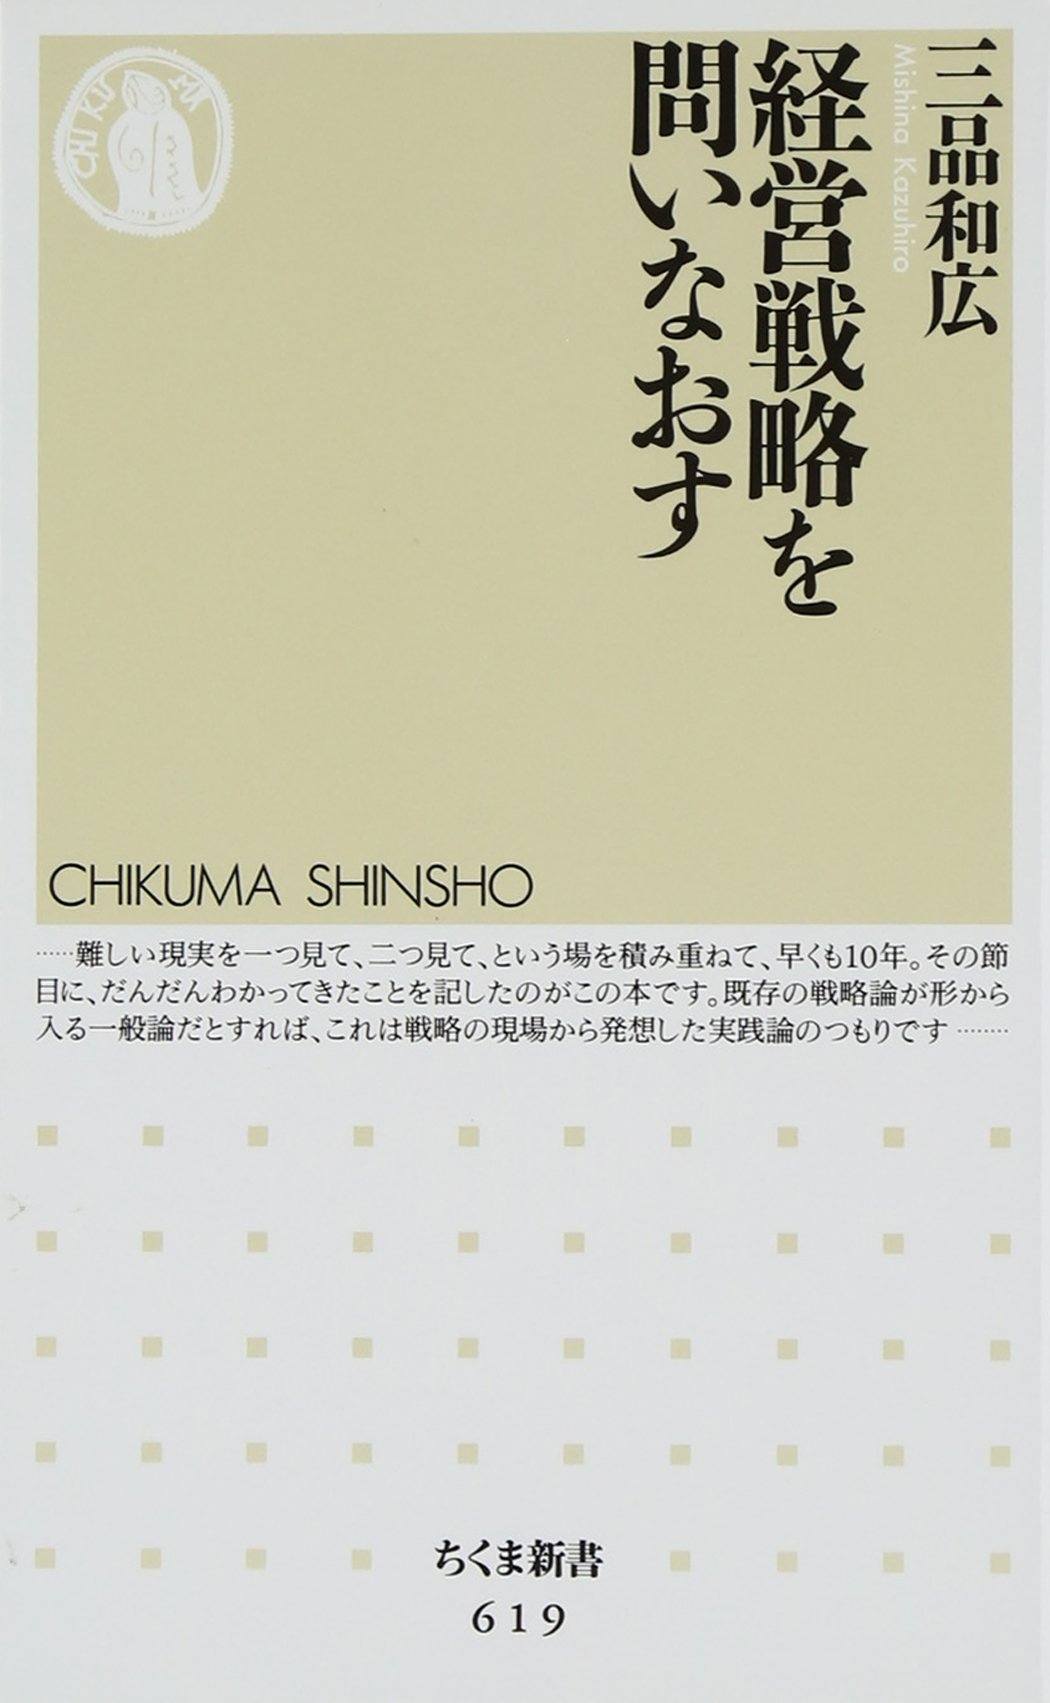 三品和広
Mishina Kazuhiro
経営戦略を
問いなおす
CHIKUMA
CHIKUMA SHINSHO
……難しい現実を一つ見て、二つ見て、という場を積み重ねて、早くも10年。その節
目に、だんだんわかってきたことを記したのがこの本です。既存の戦略論が形から
入る一般論だとすれば、これは戦略の現場から発想した実践論のつもりです………
ちくま新書
619